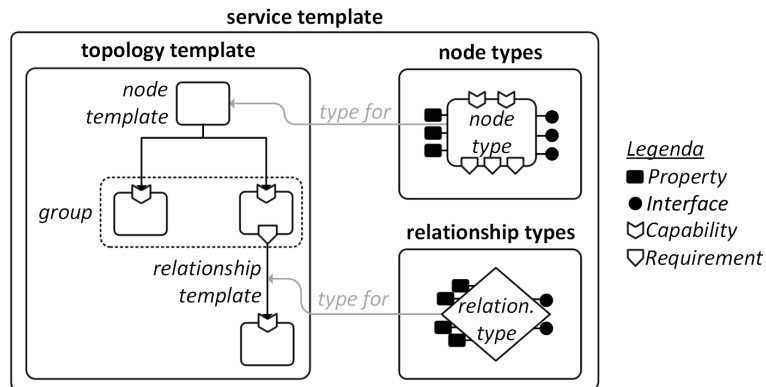 service template
topology template
node types
node
template
type for
node
type
group
Legenda
Property
Interface
Capability
Requirement
relationship types
relationship
template
type for
relation.
type